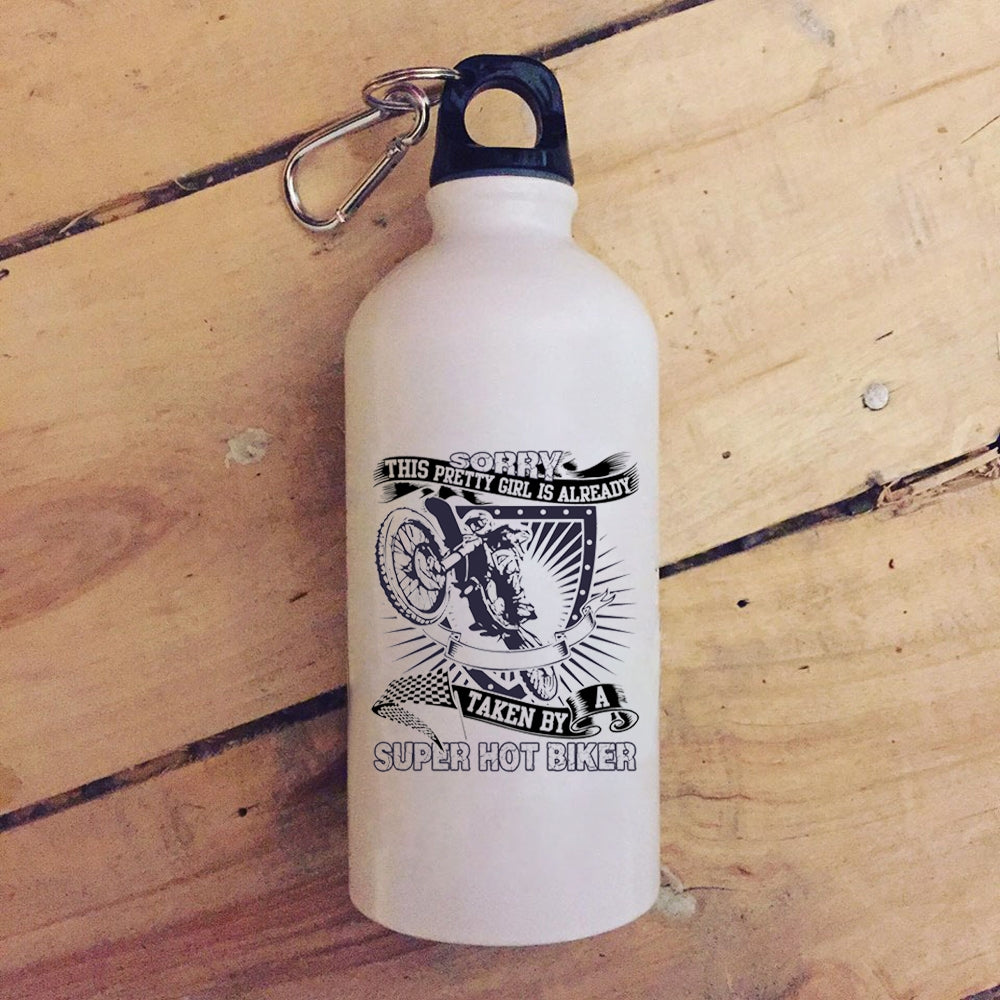 SORRY
THIS PRETTY GIRL IS ALREADY
TAKEN BY A
SUPER HOT BIKER